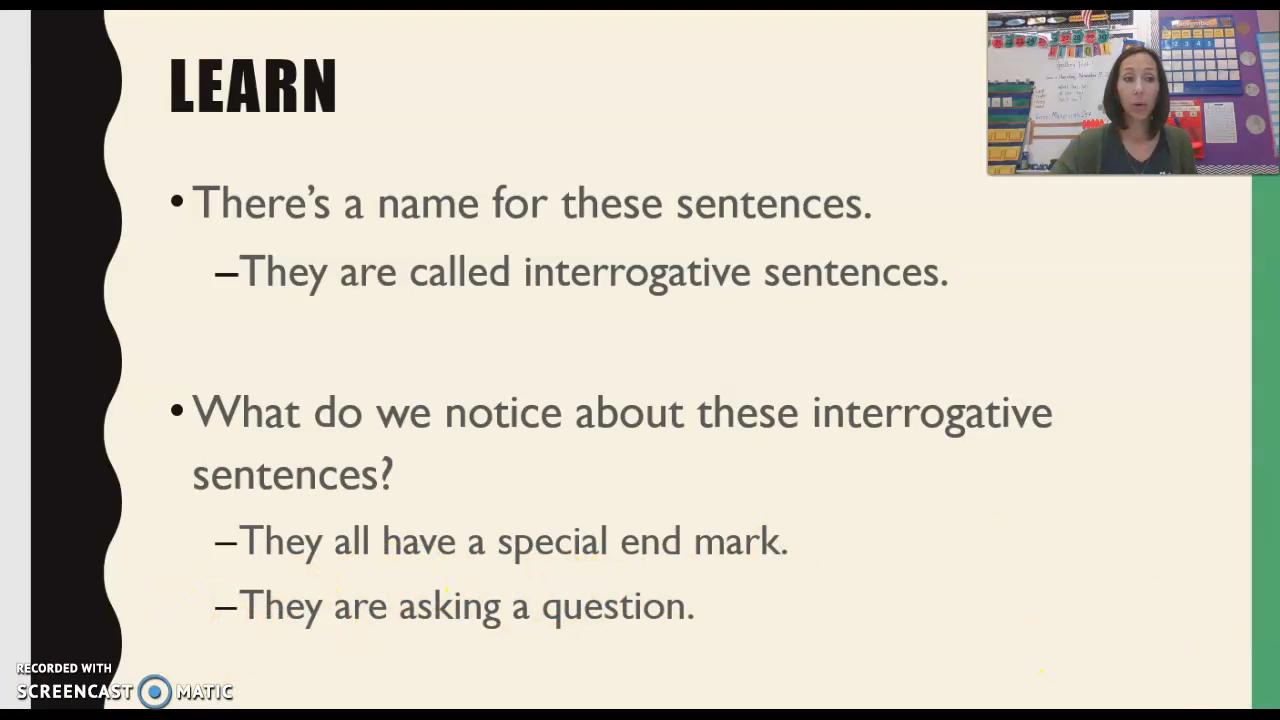 LEARN
• There's a name for these sentences.
–They are called interrogative sentences.
• What do we notice about these interrogative
sentences?
–They all have a special end mark.
–They are asking a question.
RECORDED WITH
SCREENCAST MATIC